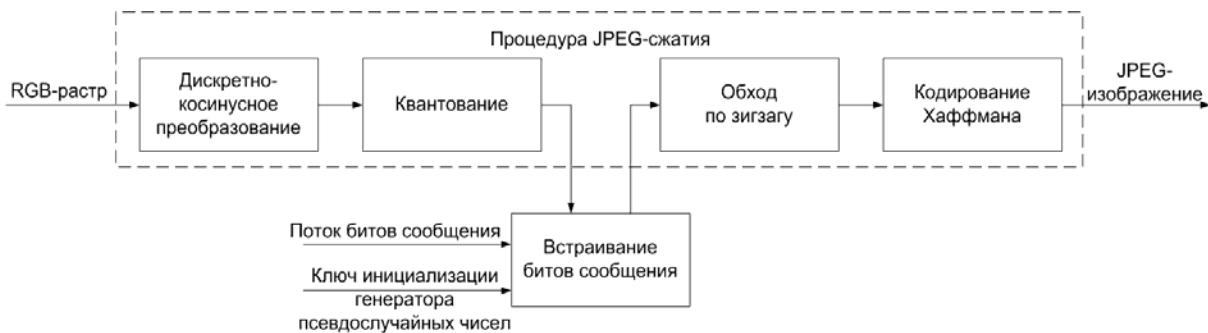 Процедура JPEG-сжатия
RGB-растр
Дискретно-
косинусное
преобразование
Квантование
Обход
по зигзагу
Кодирование
Хаффмана
JPEG-
изображение
Поток битов сообщения
Ключ инициализации
генератора
псевдослучайных чисел
Встраивание
битов сообщения